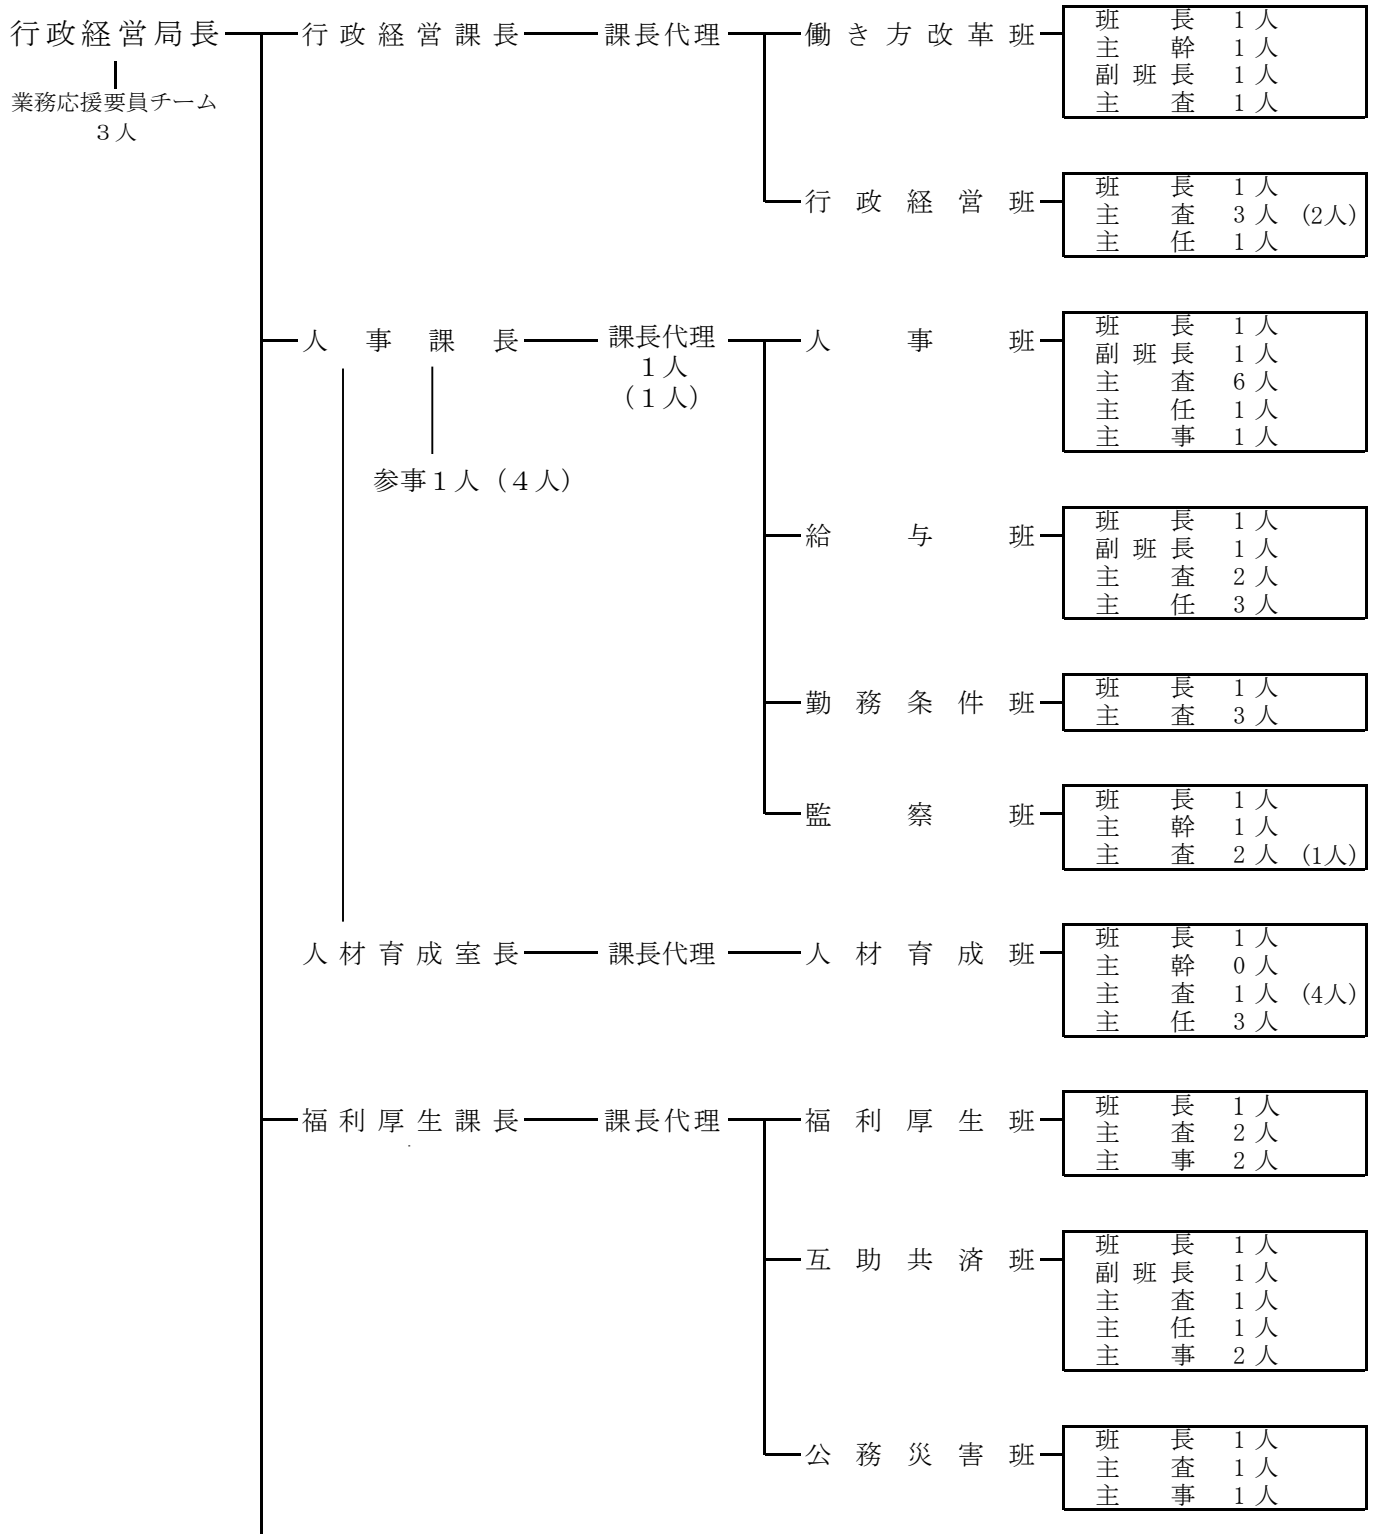 行政経営局長 行政経営課長 課長代理 働き方改革班
班長 1人
主幹 1人
副班長 1人
主査 1人
業務応援要員チーム
3人
行政経営班
班長 1人
主査 3人 (2人)
主任 1人
人事課長 課長代理 人事班
1人
(1人)
班長 1人
副班長 1人
主査 6人
主任 1人
主事 1人
参事1人(4人)
給与班
班長 1人
副班長 1人
主査 2人
主任 3人
勤務条件班
班長 1人
主査 3人
監察班
班長 1人
主幹 1人
主査 2人 (1人)
人材育成室長 課長代理 人材育成班
班長 1人
主幹 0人
主査 1人 (4人)
主任 3人
福利厚生課長 課長代理 福利厚生班
班長 1人
主査 2人
主事 2人
互助共済班
班長 1人
副班長 1人
主査 1人
主任 1人
主事 2人
公務災害班
班長 1人
主査 1人
主事 1人